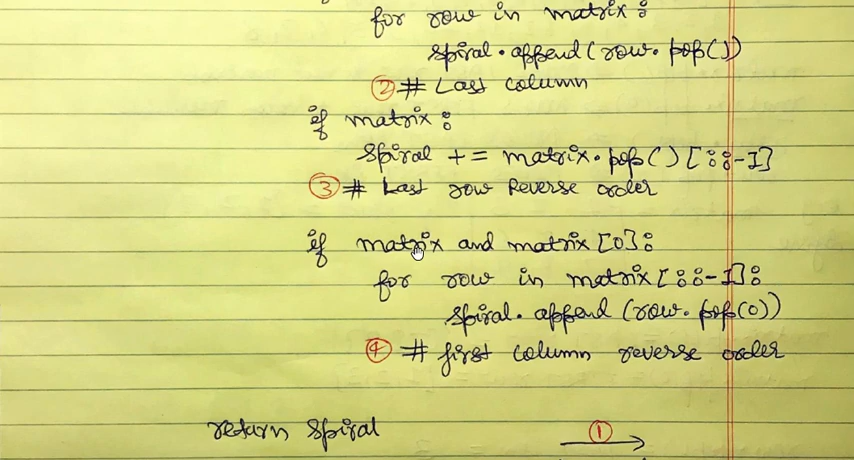 for row in matrix:
spiral.append(row.pop())
② # Last column
if matrix:
spiral += matrix.pop()[::-1]
③ # Last row Reverse order
if matrix and matrix[0]:
for row in matrix[::-1]:
spiral.append(row.pop(0))
④ # first column reverse order
return spiral
①